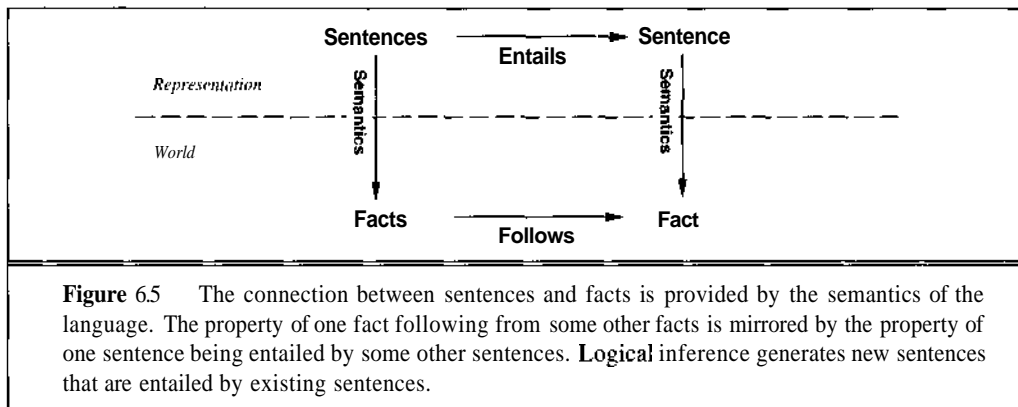 Sentences Sentence
Entails
Semantics Semantics
Representation
World
Facts Fact
Follows
Figure 6.5 The connection between sentences and facts is provided by the semantics of the
language. The property of one fact following from some other facts is mirrored by the property of
one sentence being entailed by some other sentences. Logical inference generates new sentences
that are entailed by existing sentences.